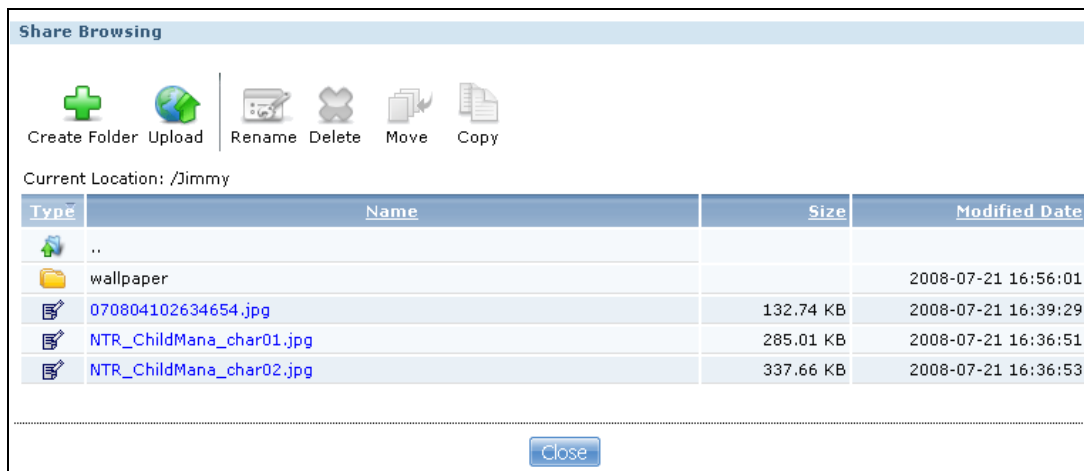 Share Browsing
Create Folder Upload Rename Delete Move Copy
Current Location: /Jimmy
Type Name Size Modified Date
..
wallpaper 2008-07-21 16:56:01
070804102634654.jpg 132.74 KB 2008-07-21 16:39:29
NTR_ChildMana_char01.jpg 285.01 KB 2008-07-21 16:36:51
NTR_ChildMana_char02.jpg 337.66 KB 2008-07-21 16:36:53
Close